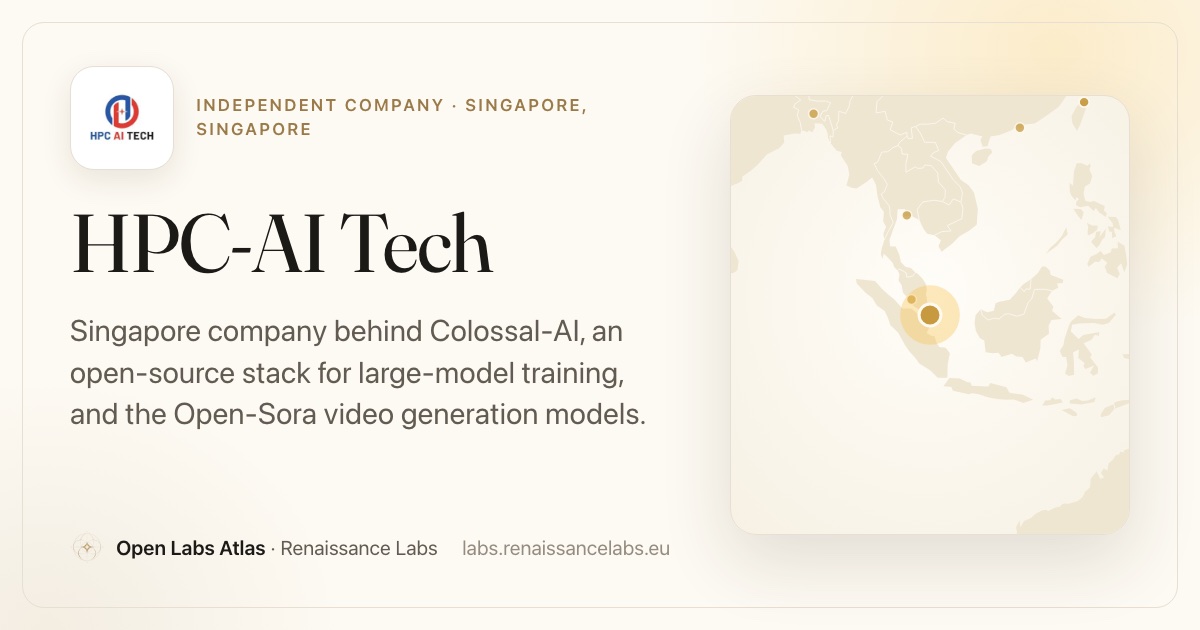 HPC AI TECH
INDEPENDENT COMPANY · SINGAPORE,
SINGAPORE
HPC-AI Tech
Singapore company behind Colossal-AI, an
open-source stack for large-model training,
and the Open-Sora video generation models.
Open Labs Atlas · Renaissance Labs labs.renaissancelabs.eu